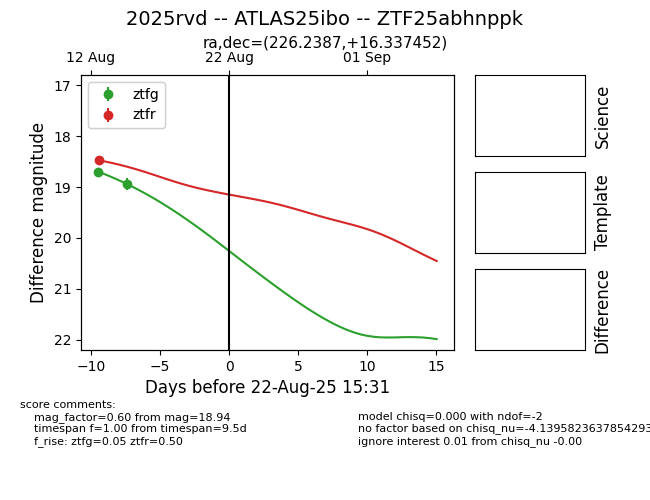 2025rvd -- ATLAS25ibo -- ZTF25abhnppk
ra,dec=(226.2387,+16.337452)
12 Aug 22 Aug 01 Sep
ztfg
ztfr
17
18
19
20
21
22
Difference magnitude
−10 −5 0 5 10 15
Days before 22-Aug-25 15:31
Science
Template
Difference
score comments:
mag_factor=0.60 from mag=18.94
timespan f=1.00 from timespan=9.5d
f_rise: ztfg=0.05 ztfr=0.50
model chisq=0.000 with ndof=-2
no factor based on chisq_nu=-4.1395823637854293
ignore interest 0.01 from chisq_nu -0.00